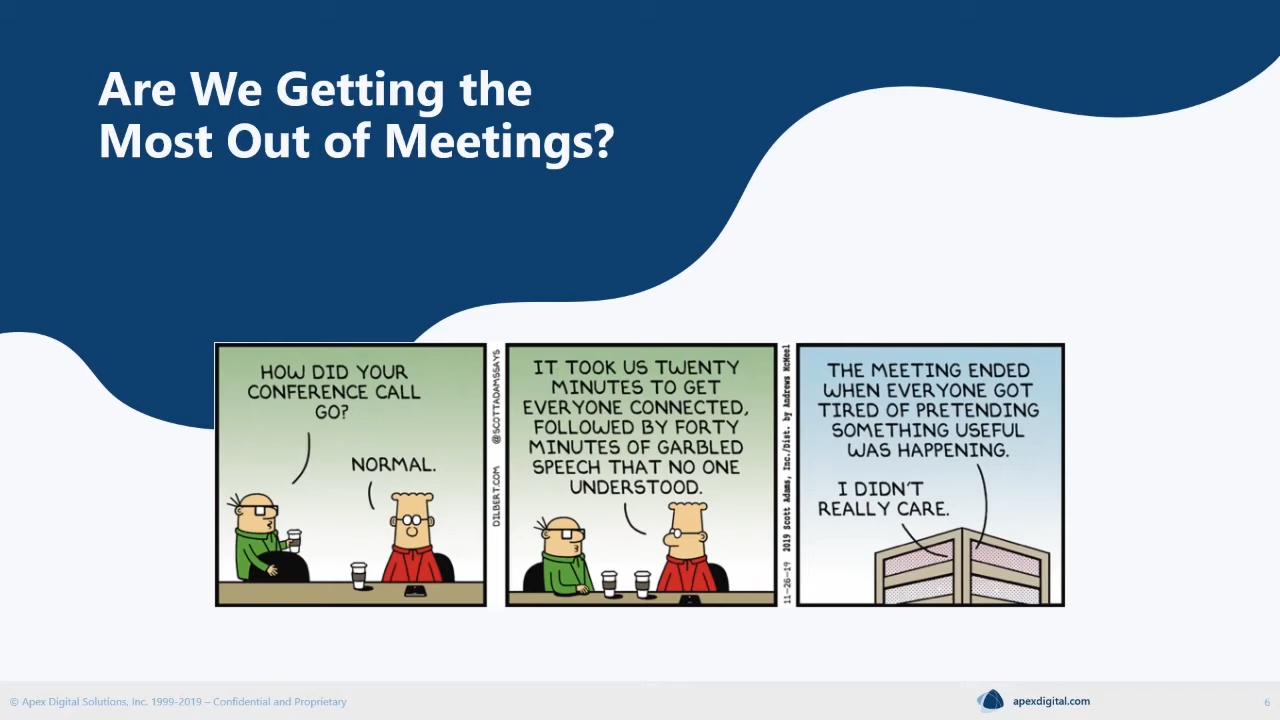 Are We Getting the
Most Out of Meetings?
HOW DID YOUR
CONFERENCE CALL
GO?
NORMAL.
DILBERT.COM @SCOTTADAMSSAYS
IT TOOK US TWENTY
MINUTES TO GET
EVERYONE CONNECTED,
FOLLOWED BY FORTY
MINUTES OF GARBLED
SPEECH THAT NO ONE
UNDERSTOOD.
11-26-19 2019 Scott Adams, Inc./Dist. by Andrews McMeel
THE MEETING ENDED
WHEN EVERYONE GOT
TIRED OF PRETENDING
SOMETHING USEFUL
WAS HAPPENING.
I DIDN'T
REALLY CARE.
© Apex Digital Solutions, Inc. 1999-2019 – Confidential and Proprietary
apexdigital.com
6